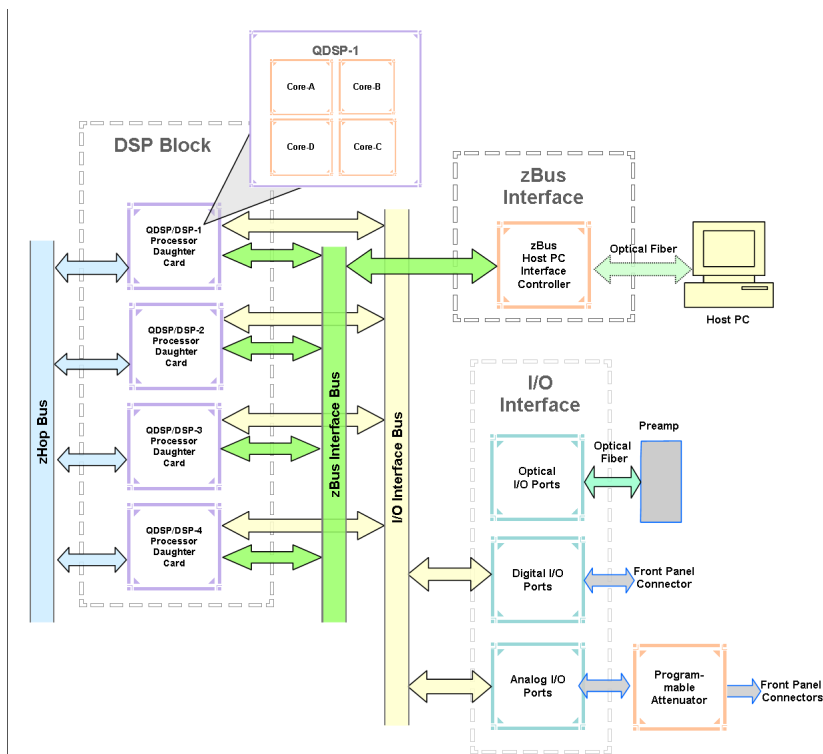 QDSP-1
Core-A
Core-B
Core-D
Core-C
DSP Block
QDSP/DSP-1
Processor
Daughter
Card
QDSP/DSP-2
Processor
Daughter
Card
QDSP/DSP-3
Processor
Daughter
Card
QDSP/DSP-4
Processor
Daughter
Card
zHop Bus
zBus Interface Bus
I/O Interface Bus
zBus
Interface
zBus
Host PC
Interface
Controller
Optical Fiber
Host PC
I/O
Interface
Optical
I/O Ports
Optical
Fiber
Preamp
Digital I/O
Ports
Front Panel
Connector
Analog I/O
Ports
Program-
mable
Attenuator
Front Panel
Connectors